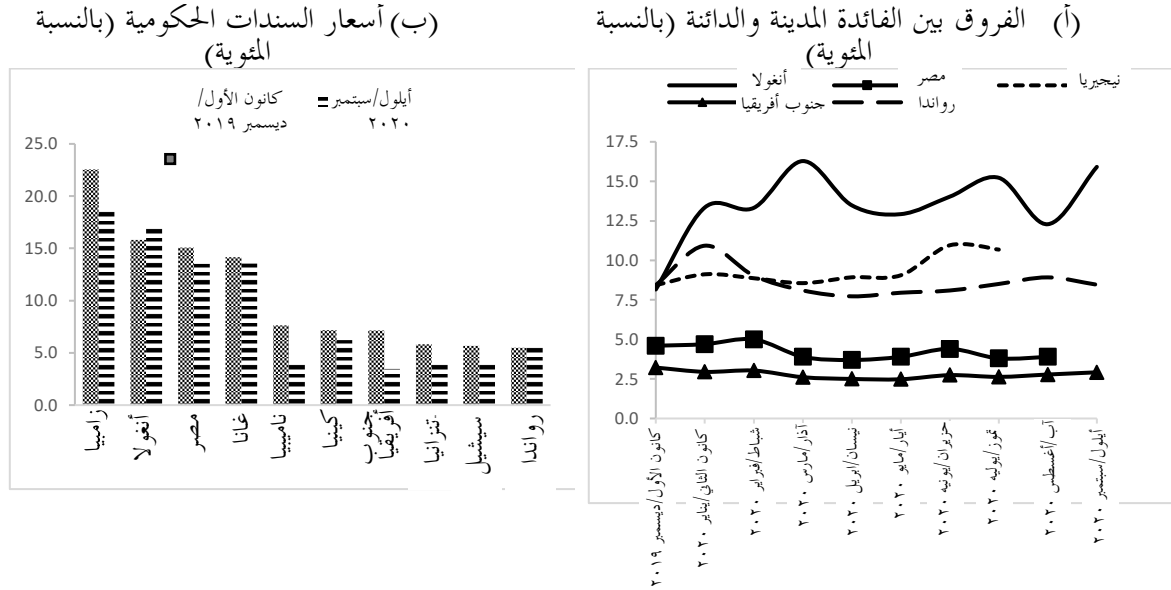 (أ) الفروق بين الفائدة المدينة والدائنة (بالنسبة
المئوية)
أنغولا
مصر
نيجيريا
جنوب أفريقيا
رواندا
17.5
15.0
12.5
10.0
7.5
5.0
2.5
0.0
كانون الأول/ديسمبر ٢٠١٩
كانون الثاني/يناير ٢٠٢٠
شباط/فبراير ٢٠٢٠
آذار/مارس ٢٠٢٠
نيسان/ابريل ٢٠٢٠
أيار/مايو ٢٠٢٠
حزيران/يونيه ٢٠٢٠
تموز/يوليه ٢٠٢٠
آب/أغسطس ٢٠٢٠
أيلول/سبتمبر ٢٠٢٠
(ب) أسعار السندات الحكومية (بالنسبة
المئوية)
كانون الأول/
ديسمبر ٢٠١٩
أيلول/سبتمبر
٢٠٢٠
25.0
20.0
15.0
10.0
5.0
0.0
زامبيا
أنغولا
مصر
غانا
ناميبيا
كينيا
جنوب
أفريقيا
تنزانيا
سيشيل
رواندا